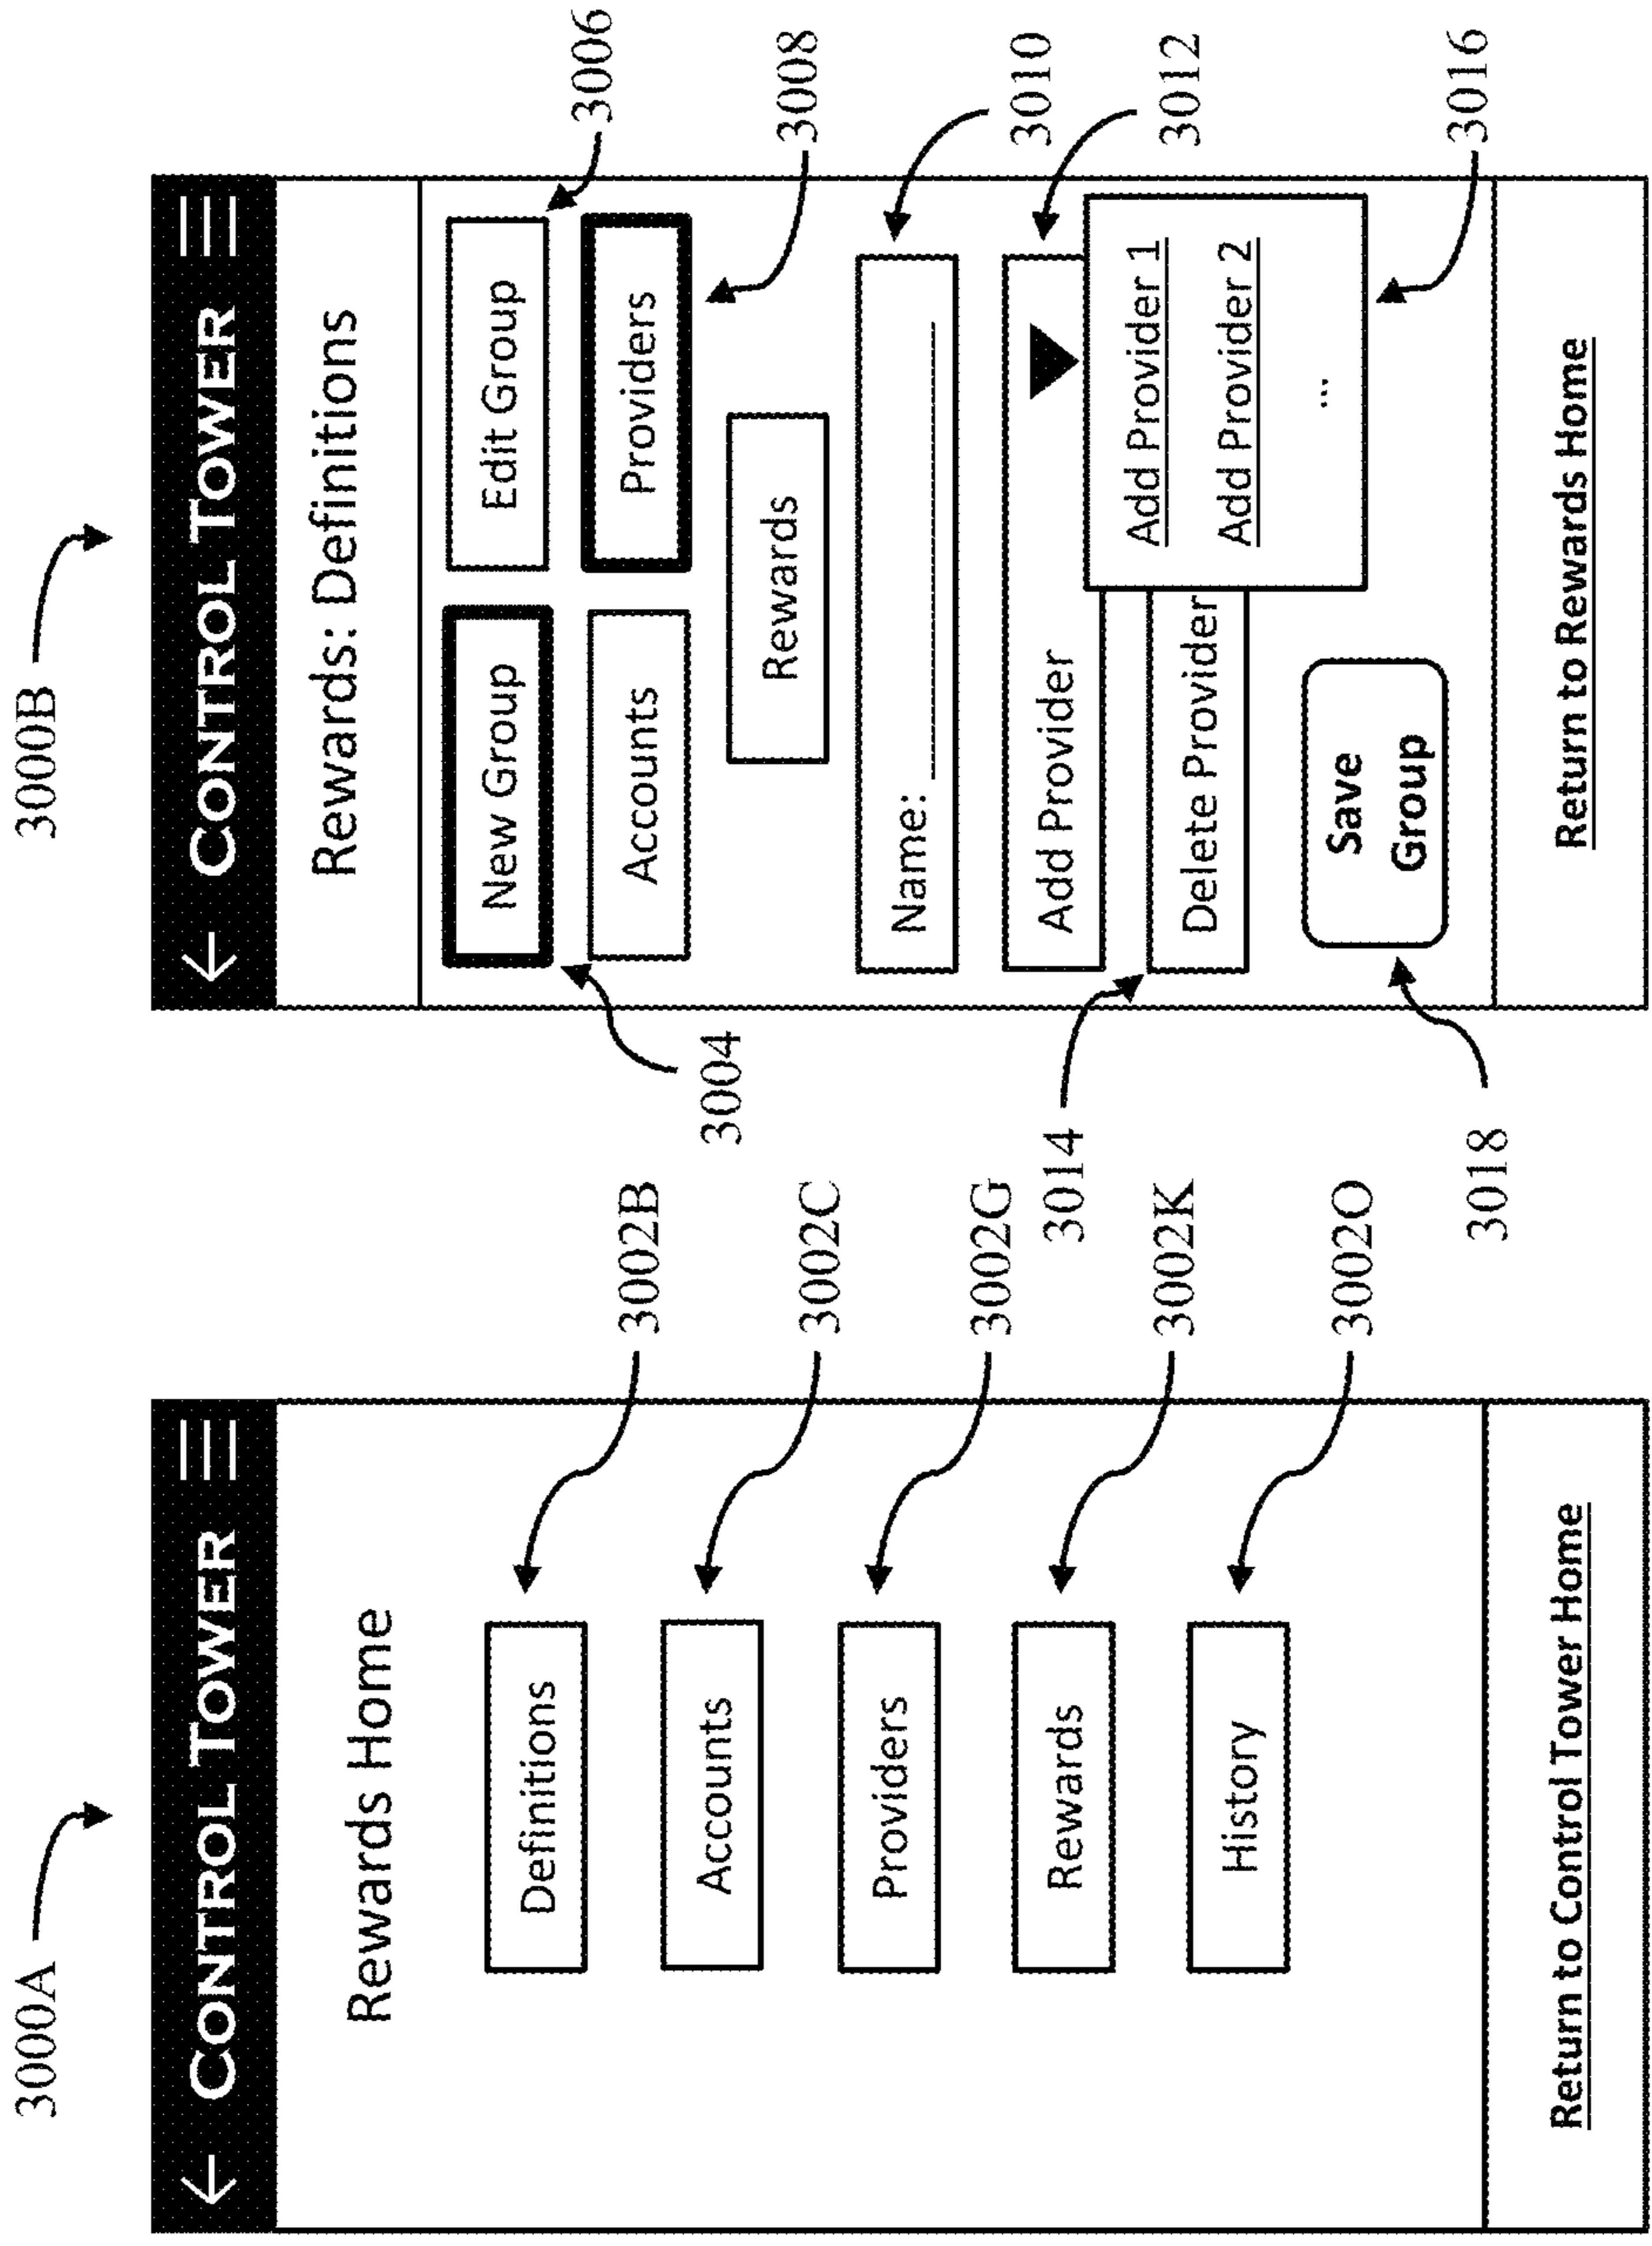 3000A
← CONTROL TOWER
Rewards Home
Definitions
3002B
Accounts
3002C
Providers
3002G
Rewards
3002K
History
3002O
Return to Control Tower Home
3000B
← CONTROL TOWER
Rewards: Definitions
New Group
Edit Group
3004
3006
Accounts
Providers
3008
Rewards
Name:
3010
Add Provider
3012
Add Provider 1
Add Provider 2
...
3014
Delete Provider
3016
Save
Group
3018
Return to Rewards Home